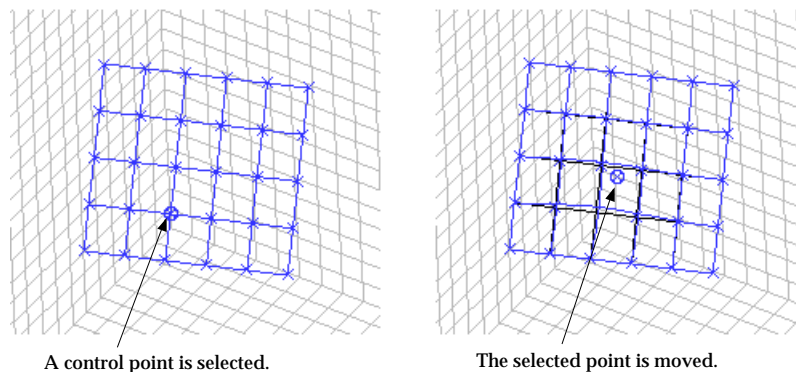 A control point is selected.
The selected point is moved.